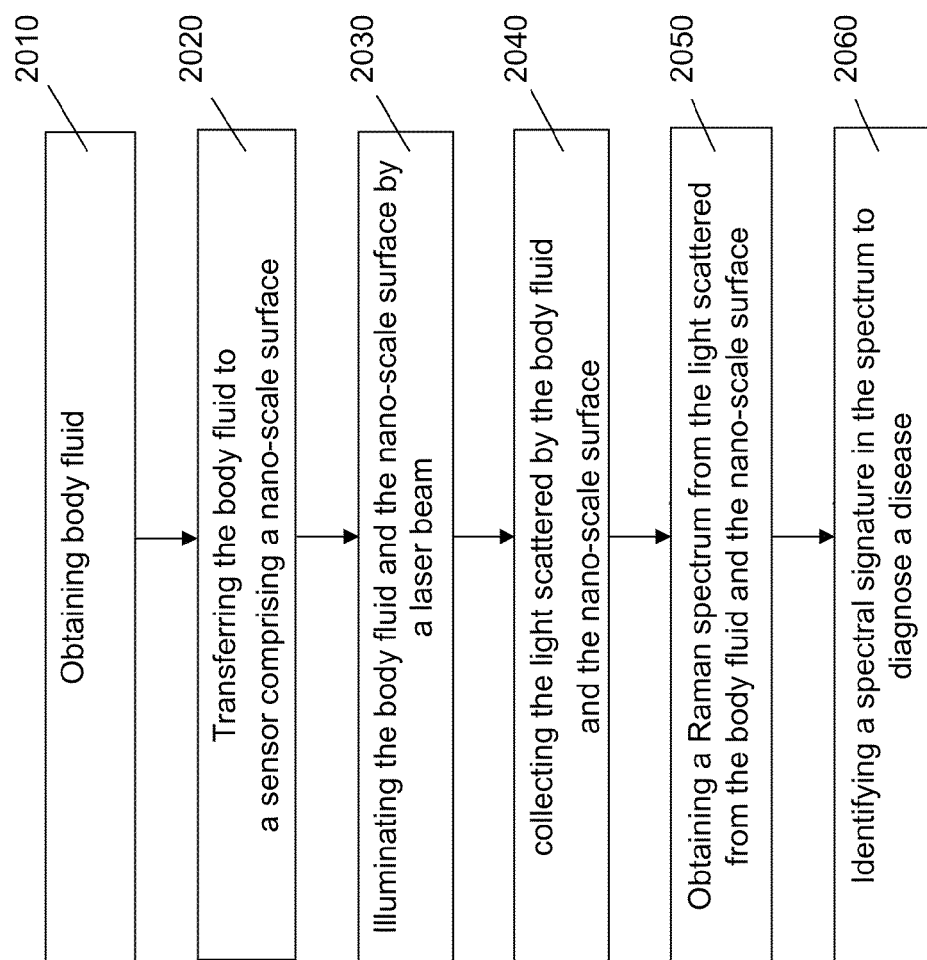 2010
Obtaining body fluid
2020
Transferring the body fluid to
a sensor comprising a nano-scale surface
2030
Illuminating the body fluid and the nano-scale surface by
a laser beam
2040
collecting the light scattered by the body fluid
and the nano-scale surface
2050
Obtaining a Raman spectrum from the light scattered
from the body fluid and the nano-scale surface
2060
Identifying a spectral signature in the spectrum to
diagnose a disease